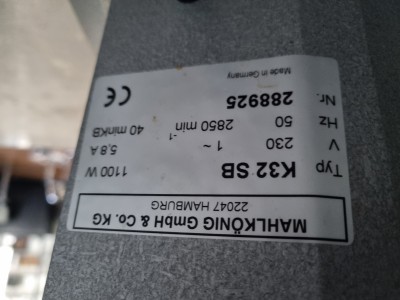 MAHLKÖNIG GmbH & Co. KG
22047 HAMBURG
Typ K32 SB 1100 W
V 230 1~ 5,8 A
Hz 50 2850 min⁻¹ 40 minKB
Nr. 288925
Made in Germany CE